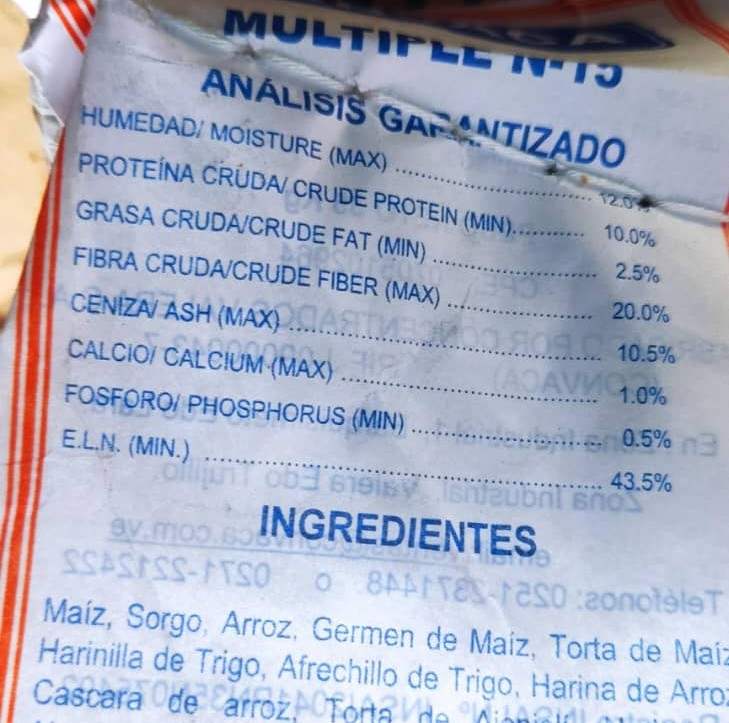 MULTIPLE N-15
ANÁLISIS GARANTIZADO
HUMEDAD/ MOISTURE (MAX) ........................ 12.0%
PROTEÍNA CRUDA/ CRUDE PROTEIN (MIN)........... 10.0%
GRASA CRUDA/CRUDE FAT (MIN) ..................... 2.5%
FIBRA CRUDA/CRUDE FIBER (MAX) .................. 20.0%
CENIZA/ ASH (MAX) ........................................ 10.5%
CALCIO/ CALCIUM (MAX) ................................. 1.0%
FOSFORO/ PHOSPHORUS (MIN) ....................... 0.5%
E.L.N. (MIN.) .................................................. 43.5%
INGREDIENTES
Maíz, Sorgo, Arroz, Germen de Maíz, Torta de Maíz
Harinilla de Trigo, Afrechillo de Trigo, Harina de Arroz
Cascara de arroz, Torta de